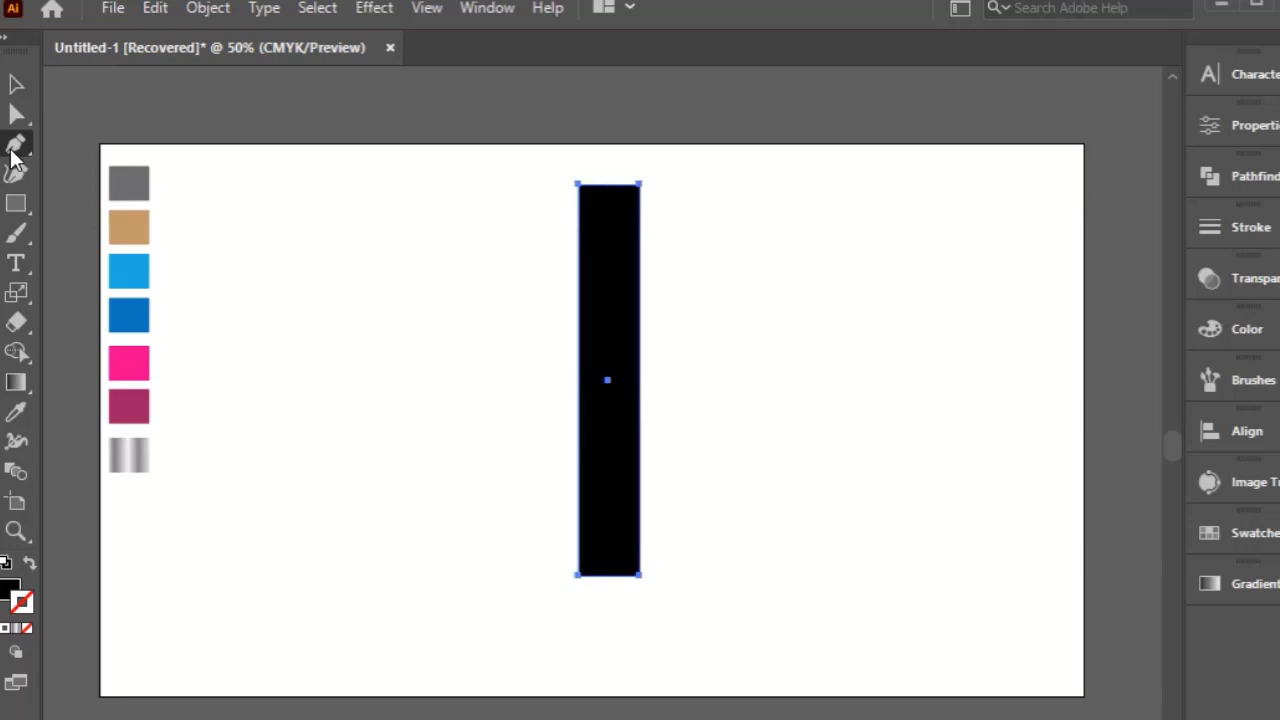 Ai File Edit Object Type Select Effect View Window Help Search Adobe Help
Untitled-1 [Recovered]* @ 50% (CMYK/Preview) ×
A Characte
Properti
Pathfind
Stroke
Transpar
Color
Brushes
Align
Image Tr
Swatche
Gradient